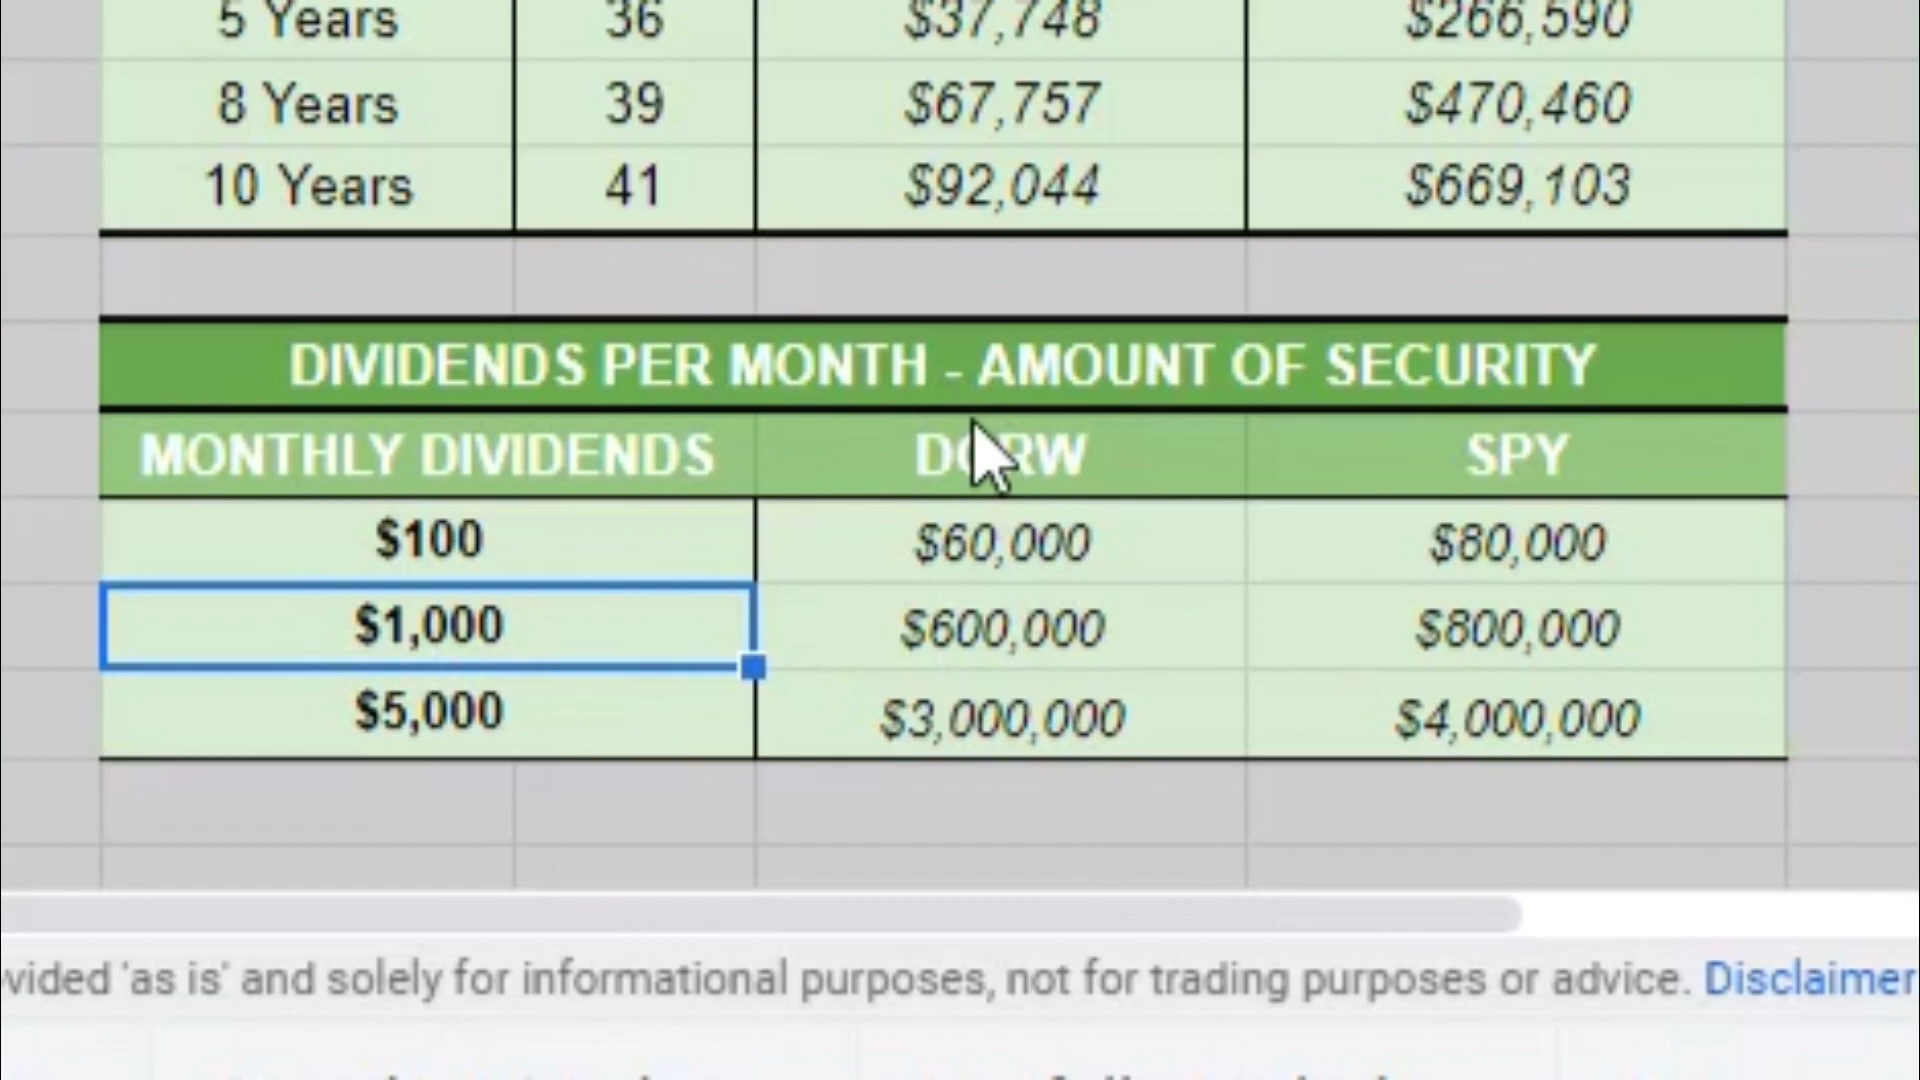 5 Years 36 $37,748 $266,590
8 Years 39 $67,757 $470,460
10 Years 41 $92,044 $669,103
DIVIDENDS PER MONTH - AMOUNT OF SECURITY
MONTHLY DIVIDENDS SPY
$100 $60,000 $80,000
$1,000 $600,000 $800,000
$5,000 $3,000,000 $4,000,000
'as is' and solely for informational purposes, not for trading purposes or advice. Disclaimer